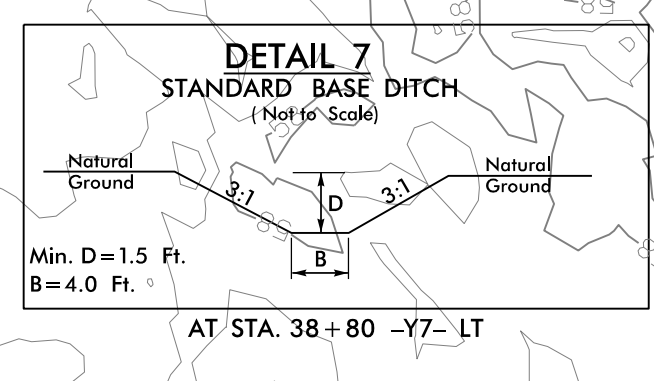 DETAIL 7
STANDARD BASE DITCH
( Not to Scale)
Natural
Ground
3:1
D
3:1
Natural
Ground
B
Min. D=1.5 Ft.
B=4.0 Ft.
AT STA. 38+80 -Y7- LT